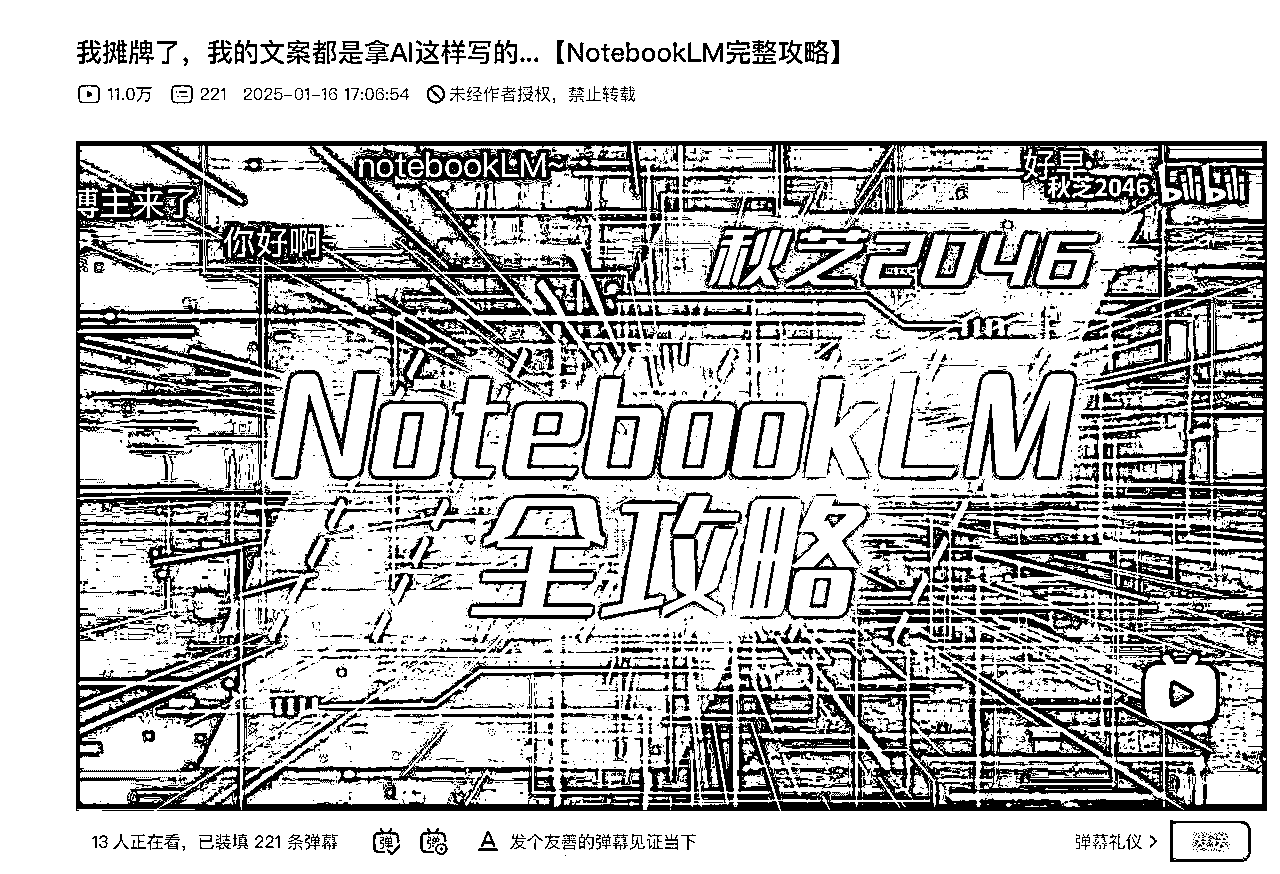 我摊牌了，我的文案都是拿AI这样写的...【NotebookLM完整攻略】
11.0万 221 2025-01-16 17:06:54 未经作者授权，禁止转载
notebookLM~
好早
秋芝2046 bilibili
博主来了
你好啊
秋芝2046
NotebookLM
全攻略
13 人正在看，已装填 221 条弹幕 弹 弹 A 发个友善的弹幕见证当下 弹幕礼仪 >